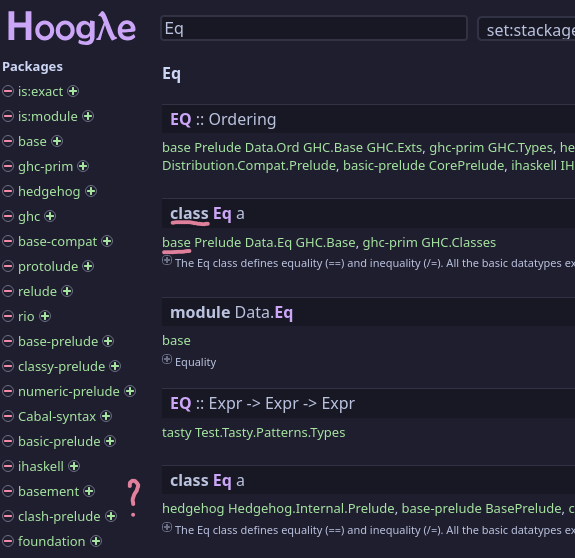 Hoogλe
Eq
set:stackage
Packages
is:exact
is:module
base
ghc-prim
hedgehog
ghc
base-compat
protolude
relude
rio
base-prelude
classy-prelude
numeric-prelude
Cabal-syntax
basic-prelude
ihaskell
basement
clash-prelude
foundation
?
Eq
EQ :: Ordering
base Prelude Data.Ord GHC.Base GHC.Exts, ghc-prim GHC.Types, he
Distribution.Compat.Prelude, basic-prelude CorePrelude, ihaskell IH
class Eq a
base Prelude Data.Eq GHC.Base, ghc-prim GHC.Classes
The Eq class defines equality (==) and inequality (/=). All the basic datatypes ex
module Data.Eq
base
Equality
EQ :: Expr -> Expr -> Expr
tasty Test.Tasty.Patterns.Types
class Eq a
hedgehog Hedgehog.Internal.Prelude, base-prelude BasePrelude, c
The Eq class defines equality (==) and inequality (/=). All the basic datatypes ex